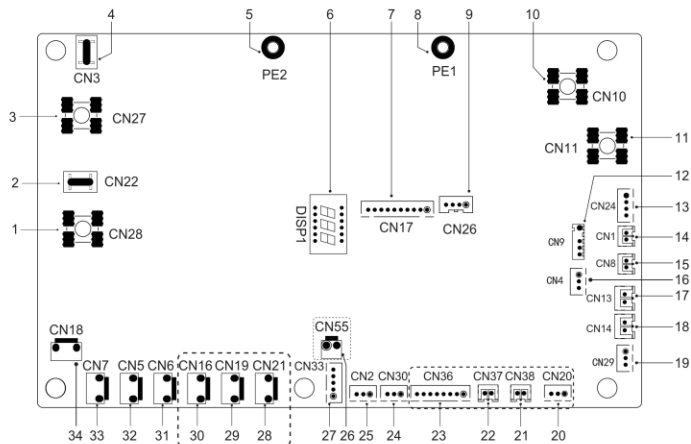 4 5 6 7 8 9 10
CN3 PE2 PE1
CN10
3 CN27
11
CN11
12
2 CN22
CN24 13
DISP1 CN17 CN26
1 CN28 CN9 CN1 14
CN8 15
CN4 16
CN13 17
CN18 CN55 CN14 18
CN7 CN5 CN6 CN16 CN19 CN21 CN33 CN2 CN30 CN36 CN37 CN38 CN20 CN29 19
34 33 32 31 30 29 28 27 26 25 24 23 22 21 20